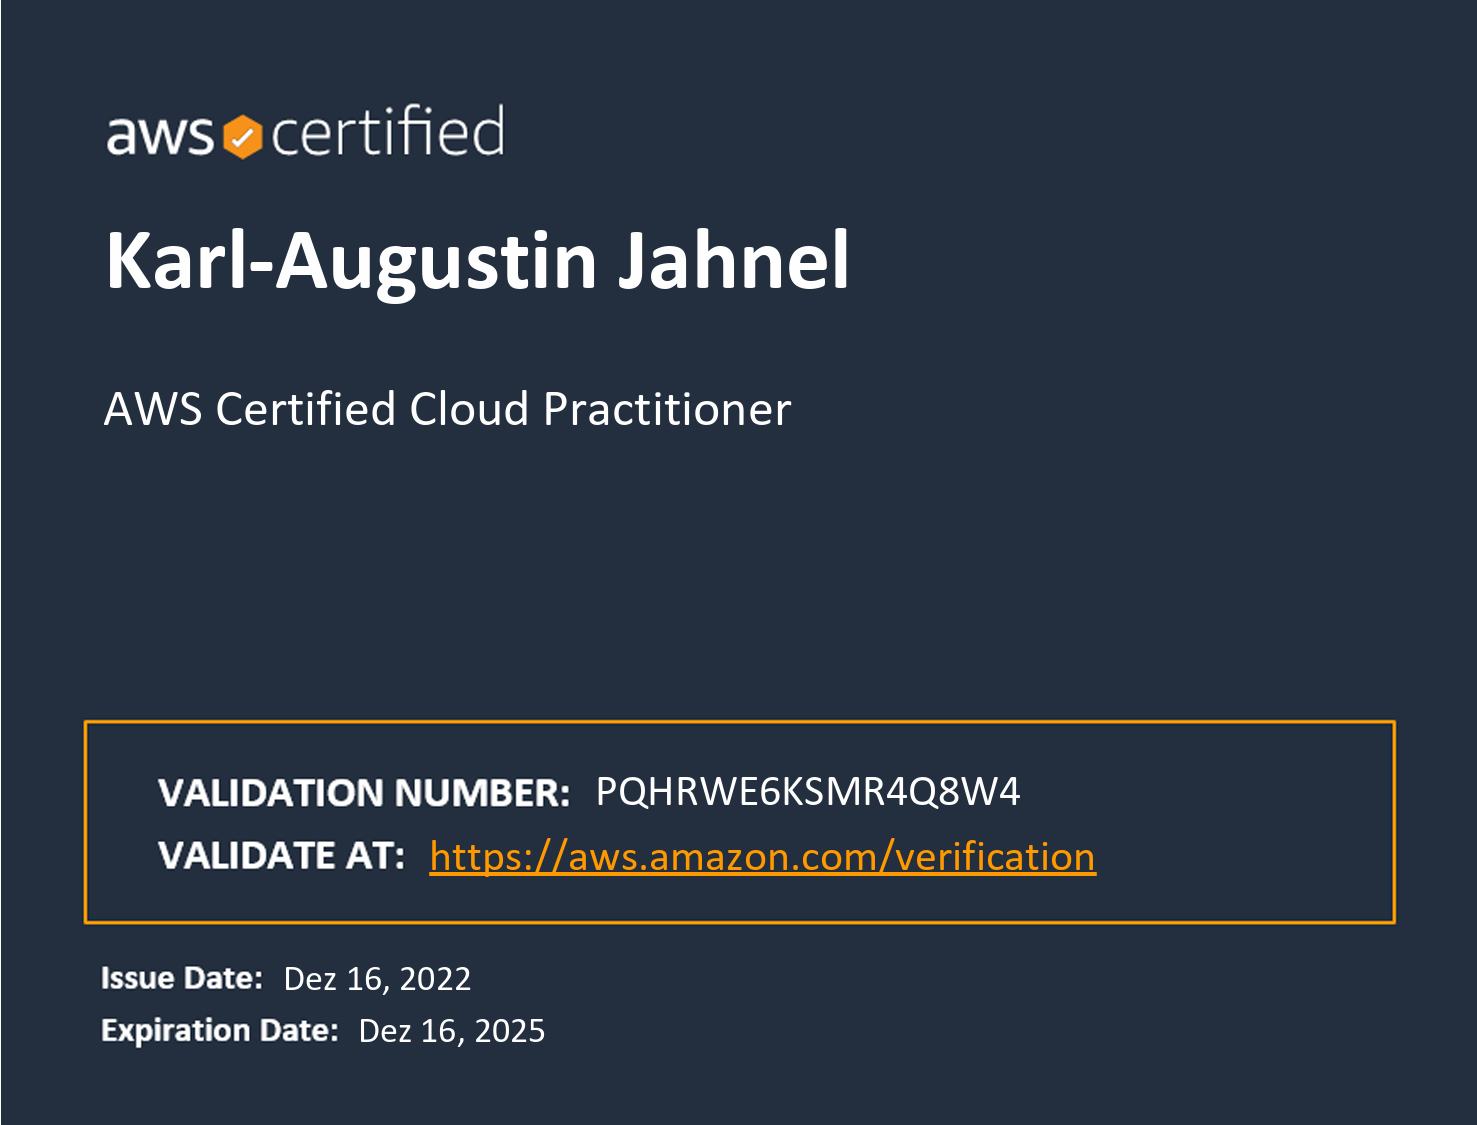 aws certified
Karl-Augustin Jahnel
AWS Certified Cloud Practitioner
VALIDATION NUMBER: PQHRWE6KSMR4Q8W4
VALIDATE AT: https://aws.amazon.com/verification
Issue Date: Dez 16, 2022
Expiration Date: Dez 16, 2025